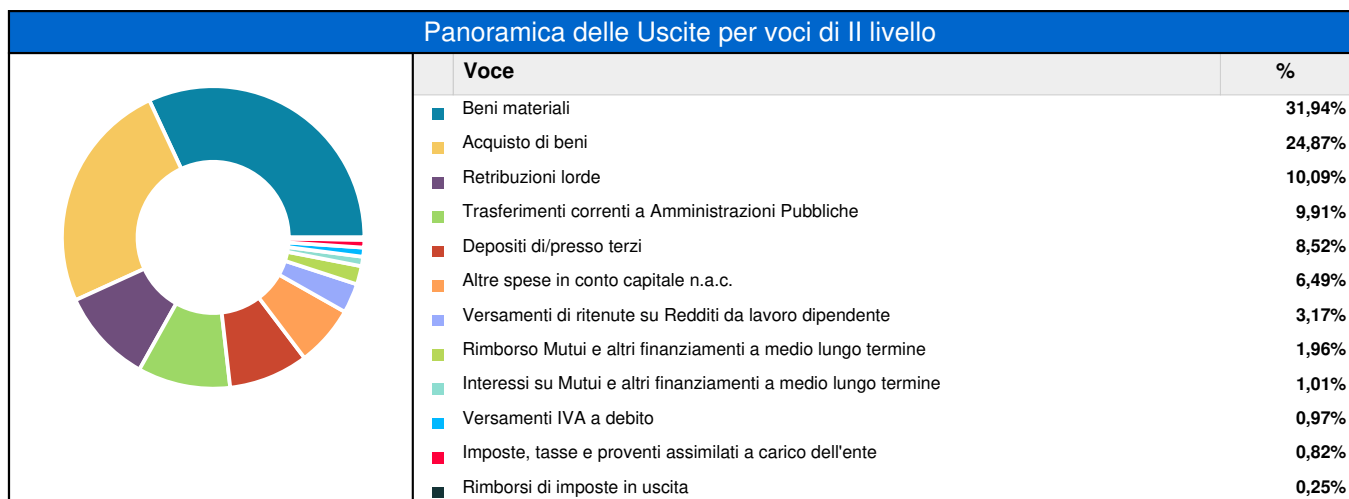 Panoramica delle Uscite per voci di II livello
Voce %
Beni materiali 31,94%
Acquisto di beni 24,87%
Retribuzioni lorde 10,09%
Trasferimenti correnti a Amministrazioni Pubbliche 9,91%
Depositi di/presso terzi 8,52%
Altre spese in conto capitale n.a.c. 6,49%
Versamenti di ritenute su Redditi da lavoro dipendente 3,17%
Rimborso Mutui e altri finanziamenti a medio lungo termine 1,96%
Interessi su Mutui e altri finanziamenti a medio lungo termine 1,01%
Versamenti IVA a debito 0,97%
Imposte, tasse e proventi assimilati a carico dell'ente 0,82%
Rimborsi di imposte in uscita 0,25%